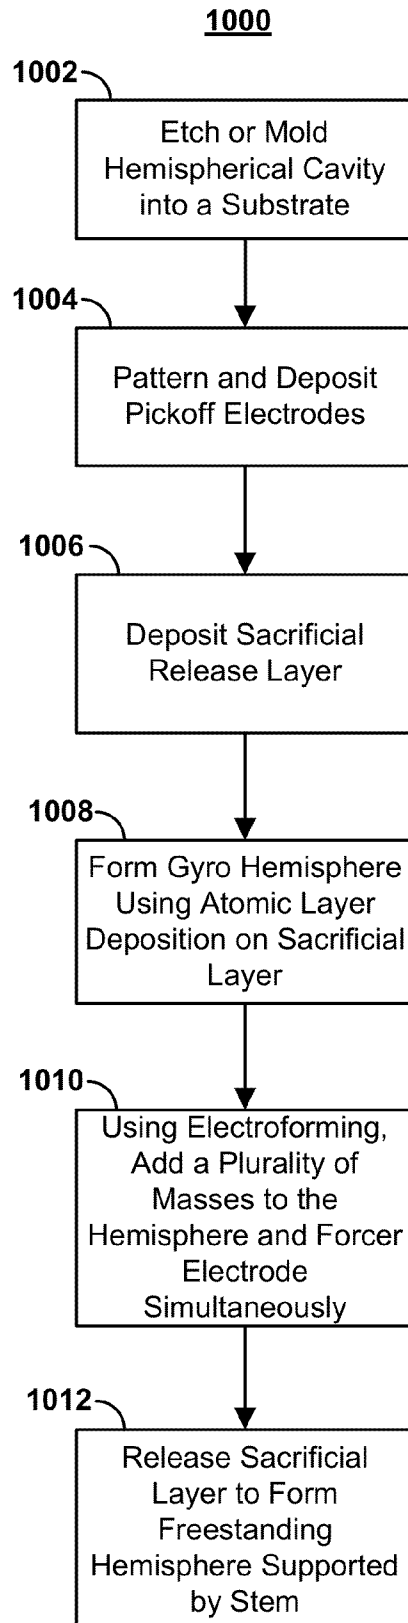 1000
1002
Etch or Mold
Hemispherical Cavity
into a Substrate
1004
Pattern and Deposit
Pickoff Electrodes
1006
Deposit Sacrificial
Release Layer
1008
Form Gyro Hemisphere
Using Atomic Layer
Deposition on Sacrificial
Layer
1010
Using Electroforming,
Add a Plurality of
Masses to the
Hemisphere and Forcer
Electrode
Simultaneously
1012
Release Sacrificial
Layer to Form
Freestanding
Hemisphere Supported
by Stem